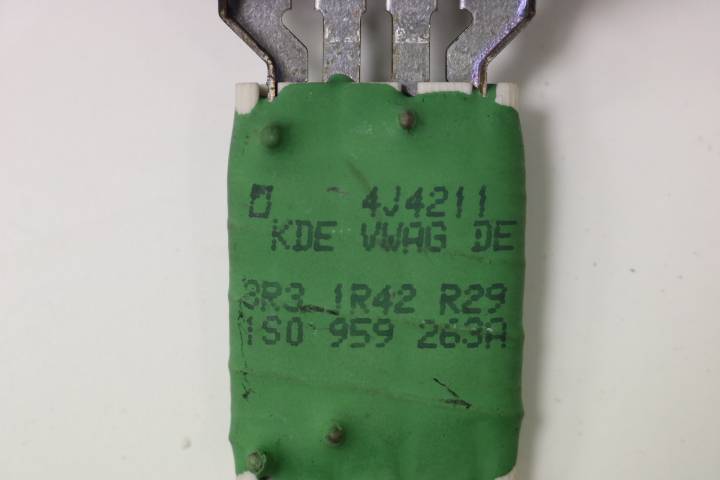 4J4211
KDE VWAG DE
3R3 1R42 R29
1S0 959 263A